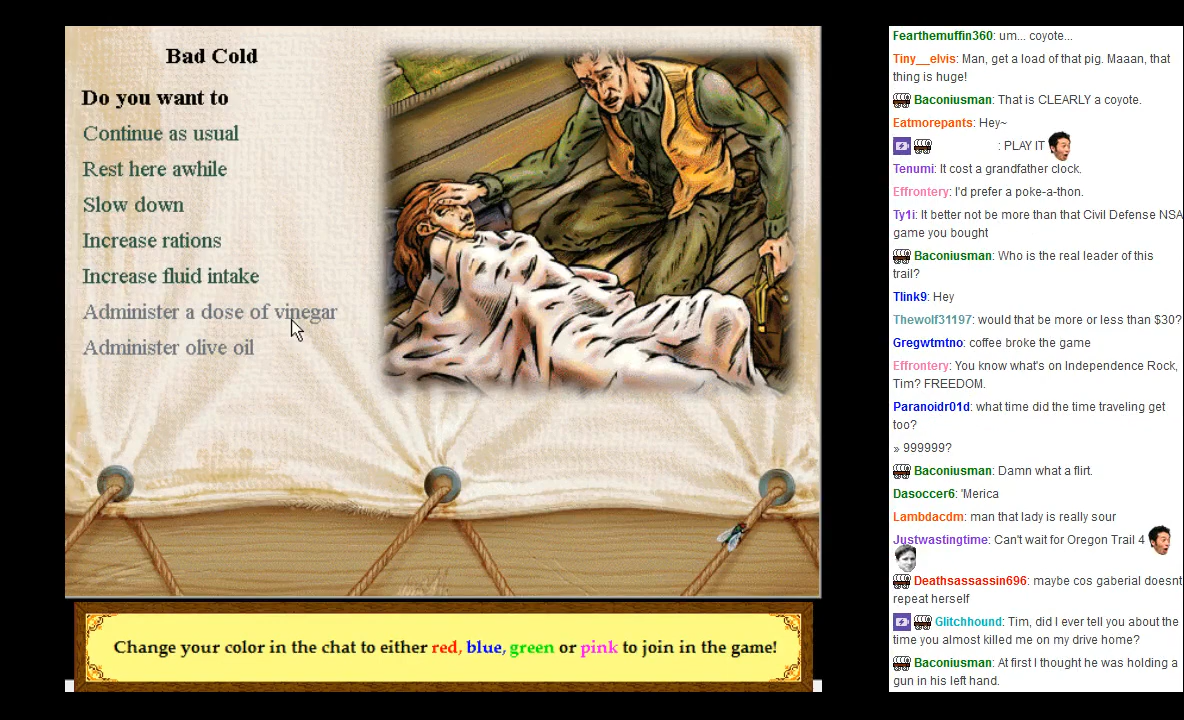 Bad Cold
Do you want to
Continue as usual
Rest here awhile
Slow down
Increase rations
Increase fluid intake
Administer a dose of vinegar
Administer olive oil
Change your color in the chat to either red, blue, green or pink to join in the game!
Fearthemuffin360: um... coyote...
Tiny__elvis: Man, get a load of that pig. Maaan, that
thing is huge!
Baconiusman: That is CLEARLY a coyote.
Eatmorepants: Hey~
: PLAY IT
Tenumi: It cost a grandfather clock.
Effrontery: I'd prefer a poke-a-thon.
Ty1i: It better not be more than that Civil Defense NSA
game you bought
Baconiusman: Who is the real leader of this
trail?
Tlink9: Hey
Thewolf31197: would that be more or less than $30?
Gregwtmtno: coffee broke the game
Effrontery: You know what's on Independence Rock,
Tim? FREEDOM.
Paranoidr01d: what time did the time traveling get
too?
» 999999?
Baconiusman: Damn what a flirt.
Dasoccer6: 'Merica
Lambdacdm: man that lady is really sour
Justwastingtime: Can't wait for Oregon Trail 4
Deathsassassin696: maybe cos gaberial doesnt
repeat herself
Glitchhound: Tim, did I ever tell you about the
time you almost killed me on my drive home?
Baconiusman: At first I thought he was holding a
gun in his left hand.